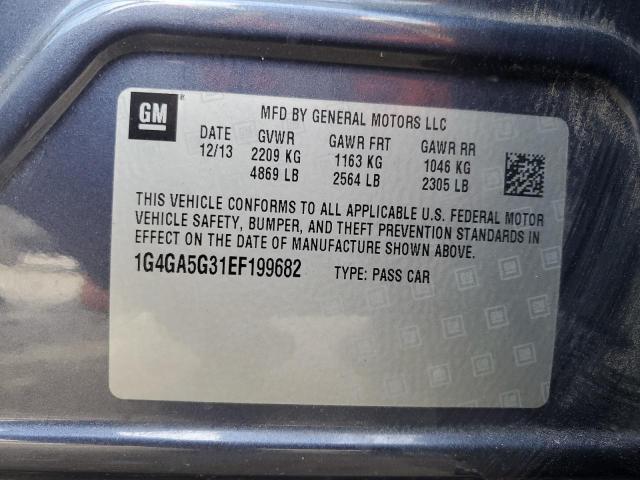 GM
MFD BY GENERAL MOTORS LLC
DATE GVWR GAWR FRT GAWR RR
12/13 2209 KG 1163 KG 1046 KG
4869 LB 2564 LB 2305 LB
THIS VEHICLE CONFORMS TO ALL APPLICABLE U.S. FEDERAL MOTOR
VEHICLE SAFETY, BUMPER, AND THEFT PREVENTION STANDARDS
IN EFFECT ON THE DATE OF MANUFACTURE SHOWN ABOVE.
1G4GA5G31EF199682 TYPE: PASS CAR